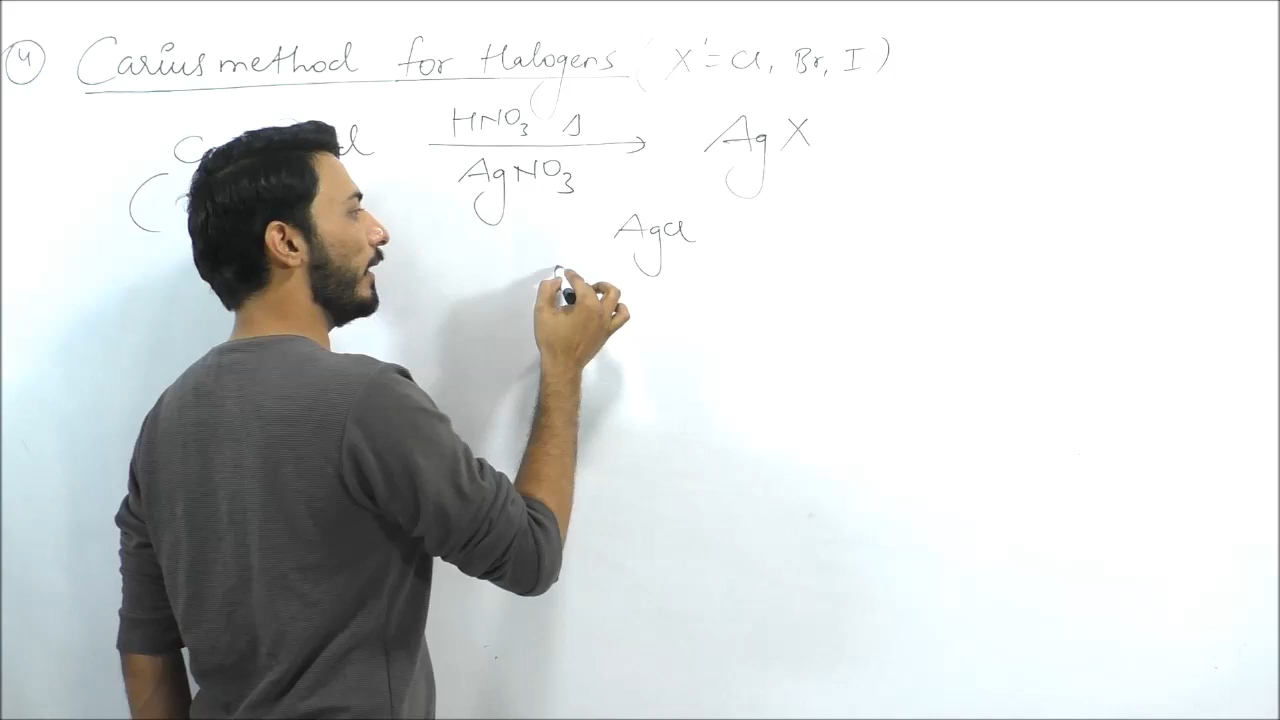 ④ Carius method for Halogens (X = Cl, Br, I)
HNO₃ Δ
AgNO₃ → AgX
AgCl